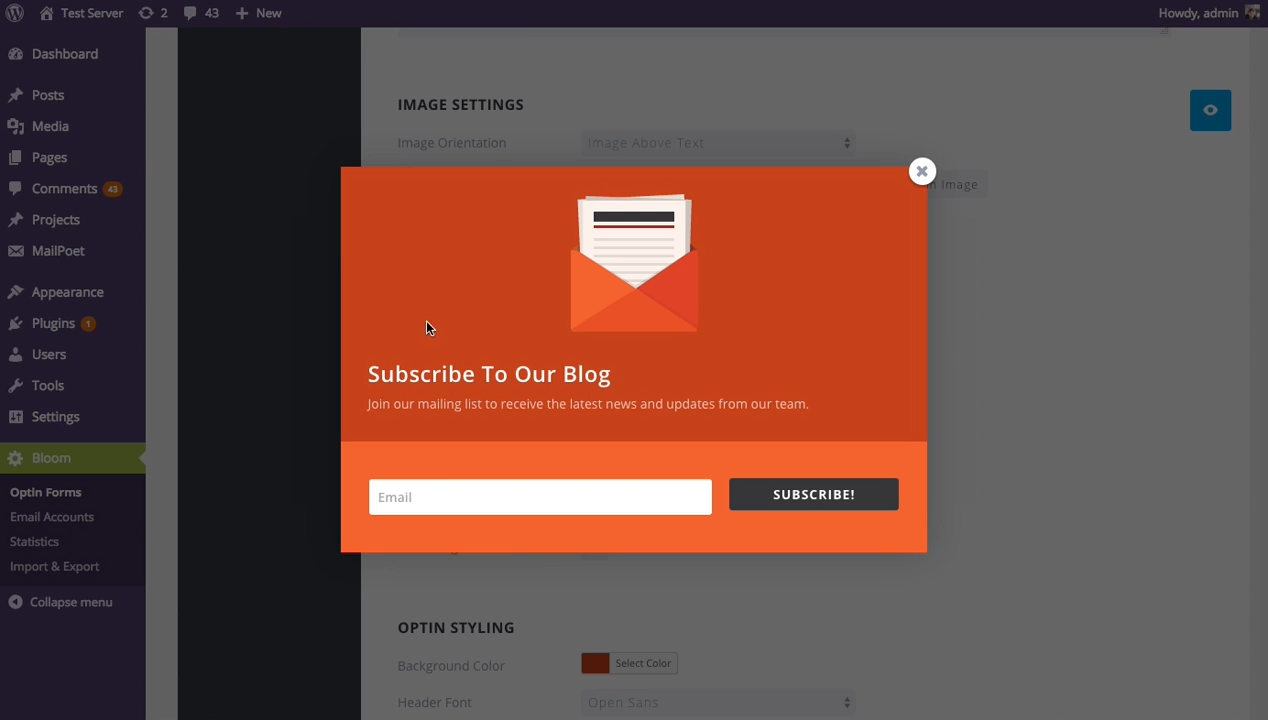 Test Server 2 43 New Howdy, admin
Dashboard
Posts
Media
Pages
Comments 43
Projects
MailPoet
Appearance
Plugins 1
Users
Tools
Settings
Bloom
Optin Forms
Email Accounts
Statistics
Import & Export
Collapse menu
IMAGE SETTINGS
Image Orientation Image Above Text
Image
Subscribe To Our Blog
Join our mailing list to receive the latest news and updates from our team.
Email SUBSCRIBE!
OPTIN STYLING
Background Color Select Color
Header Font Open Sans